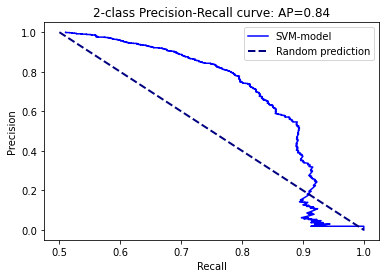 2-class Precision-Recall curve: AP=0.84
SVM-model
Random prediction
Precision
1.0
0.8
0.6
0.4
0.2
0.0
0.5 0.6 0.7 0.8 0.9 1.0
Recall